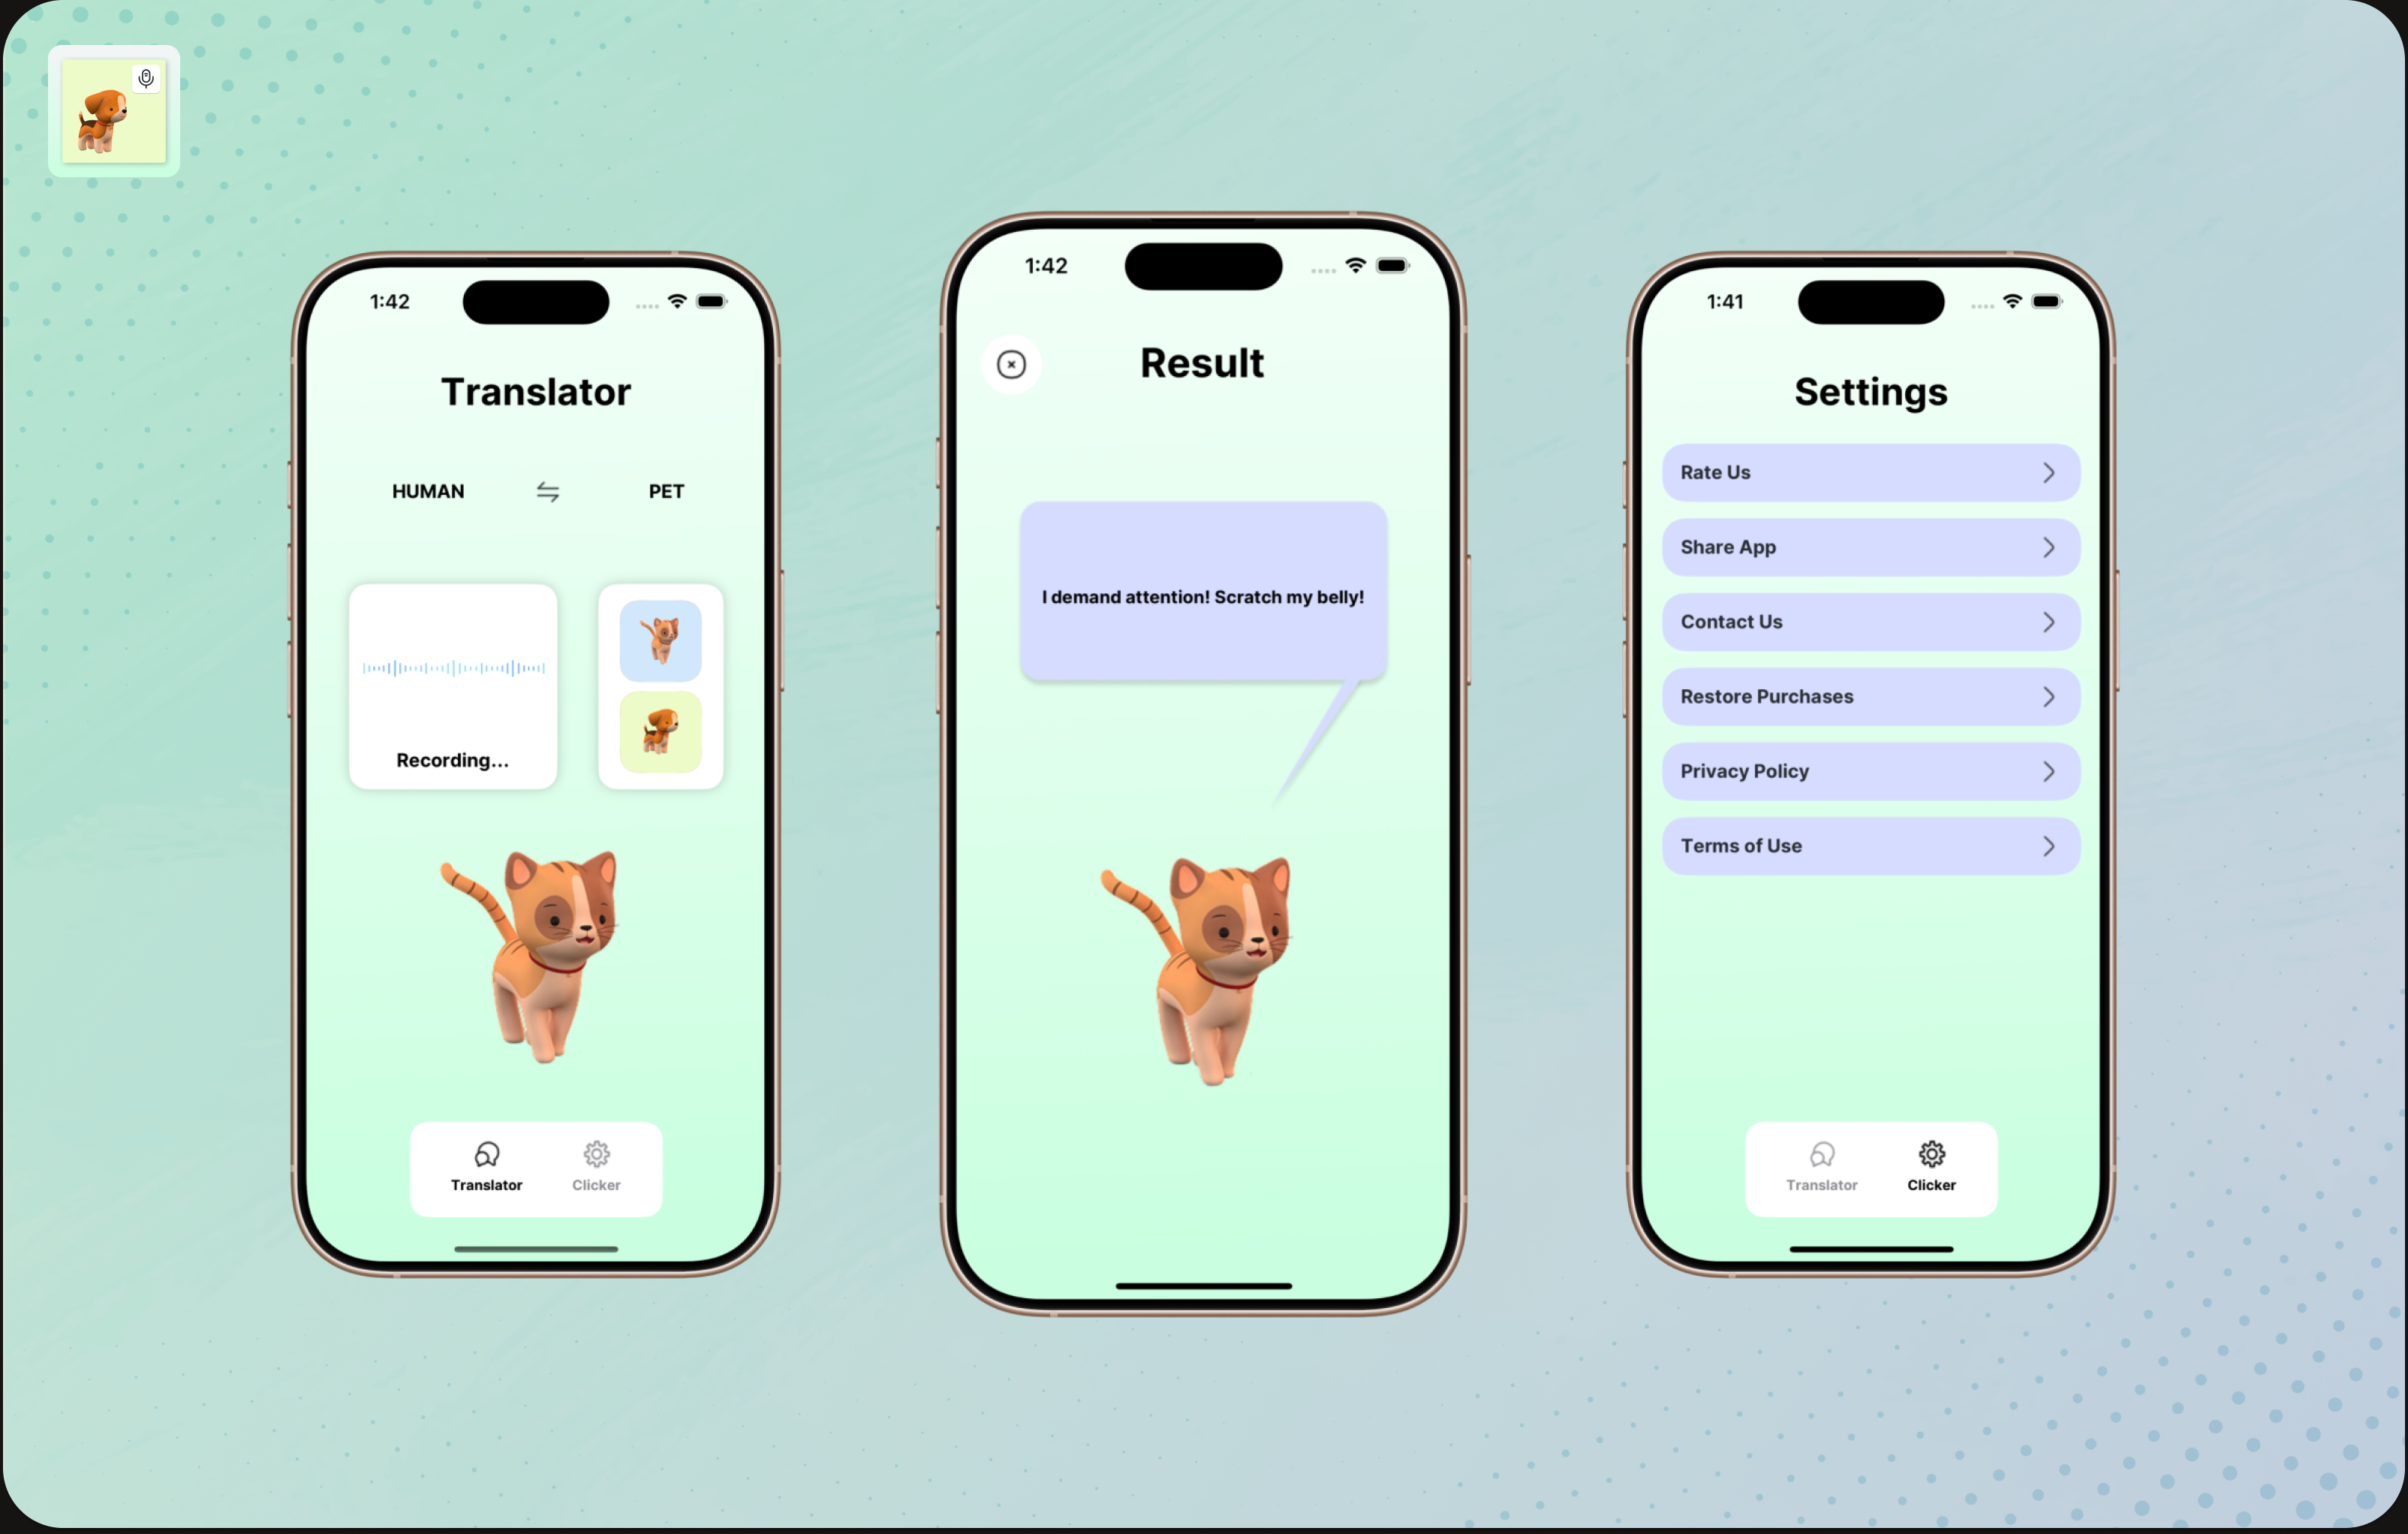 1:42
Translator
HUMAN
PET
Recording...
Translator
Clicker
1:42
Result
I demand attention! Scratch my belly!
1:41
Settings
Rate Us
Share App
Contact Us
Restore Purchases
Privacy Policy
Terms of Use
Translator
Clicker